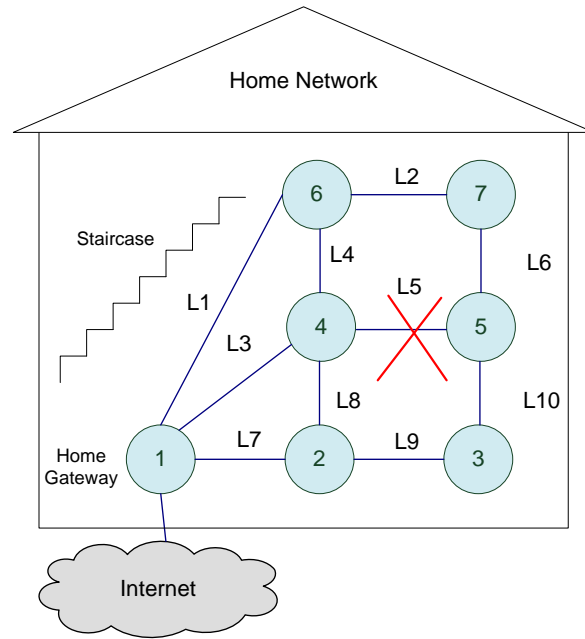 Home Network
6
L2
7
Staircase
L4
L6
L1
L5
4
5
L3
L8
L10
Home
Gateway
1
L7
2
L9
3
Internet